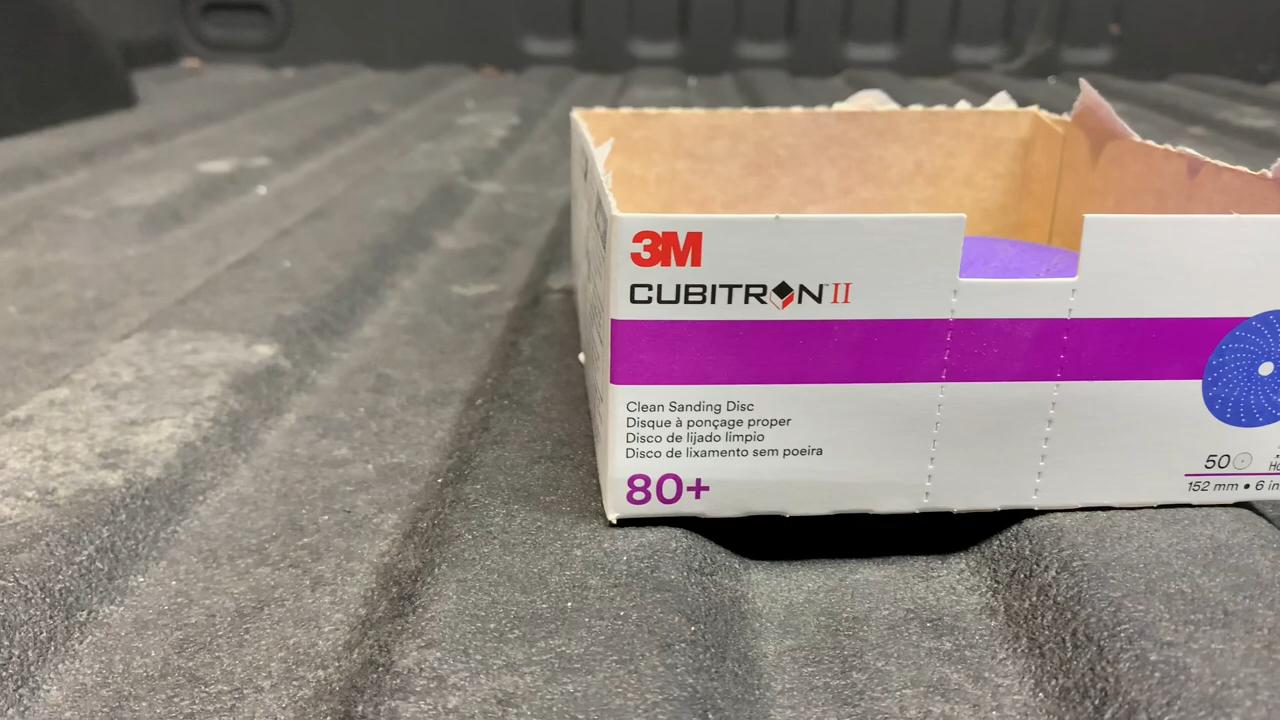 3M
CUBITRON™ II
Clean Sanding Disc
Disque à ponçage proper
Disco de lijado limpio
Disco de lixamento sem poeira
80+
50
152 mm • 6 in